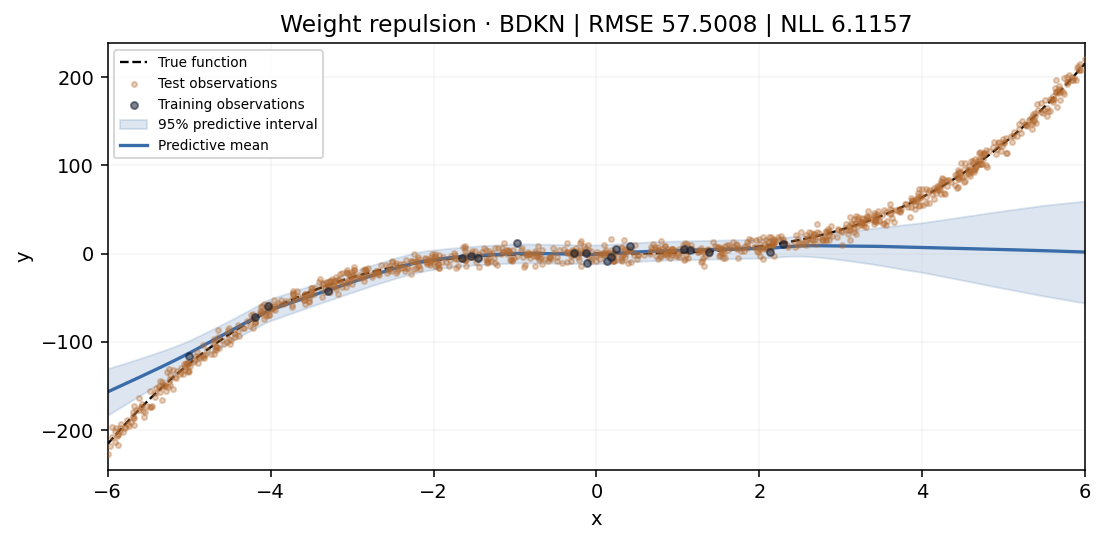 Weight repulsion · BDKN | RMSE 57.5008 | NLL 6.1157
True function
Test observations
Training observations
95% predictive interval
Predictive mean
y
200
100
0
−100
−200
−6
−4
−2
0
2
4
6
x